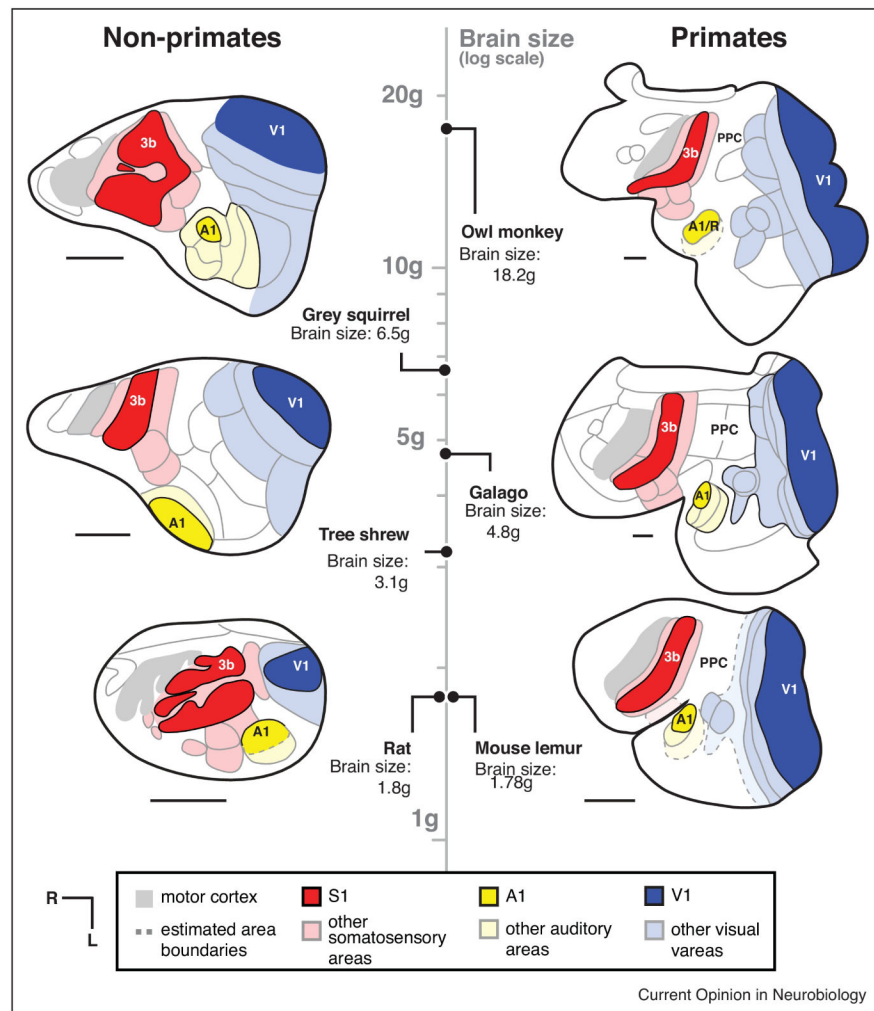 Non-primates
Brain size
(log scale)
Primates
20g
10g
5g
1g
3b
V1
A1
Grey squirrel
Brain size: 6.5g
3b
V1
A1
Tree shrew
Brain size:
3.1g
3b
V1
A1
Rat
Brain size:
1.8g
3b
PPC
V1
A1/R
Owl monkey
Brain size:
18.2g
3b
PPC
V1
A1
Galago
Brain size:
4.8g
3b
PPC
V1
A1
Mouse lemur
Brain size:
1.78g
R
L
motor cortex
S1
A1
V1
estimated area
boundaries
other
somatosensory
areas
other auditory
areas
other visual
vareas
Current Opinion in Neurobiology